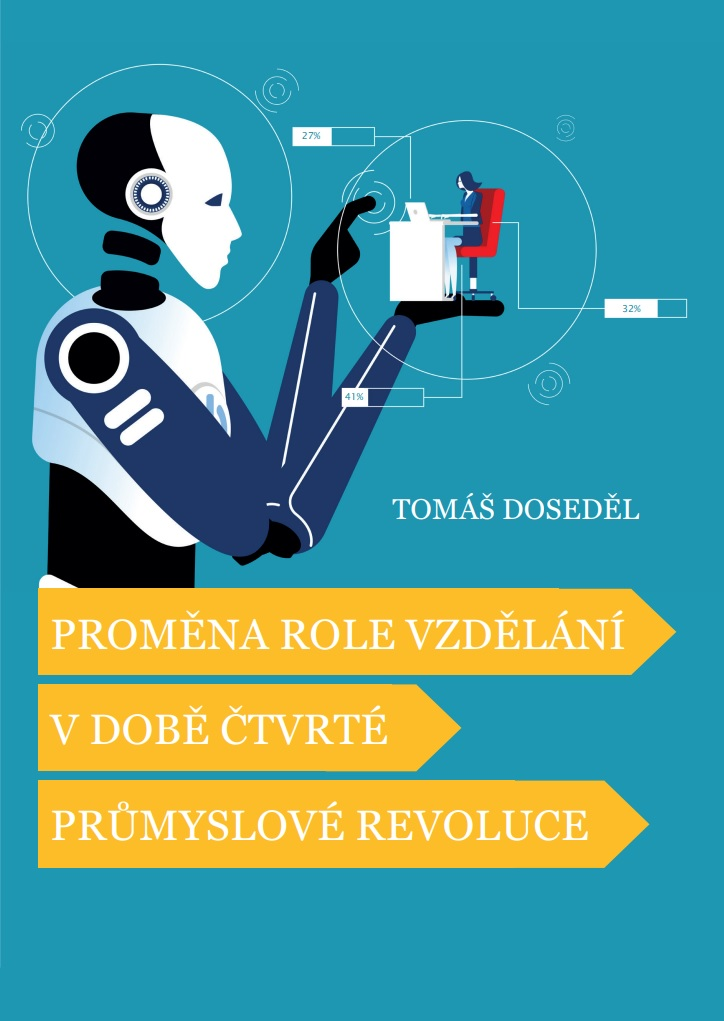 27%
32%
41%
TOMÁŠ DOSEDĚL
PROMĚNA ROLE VZDĚLÁNÍ
V DOBĚ ČTVRTÉ
PRŮMYSLOVÉ REVOLUCE